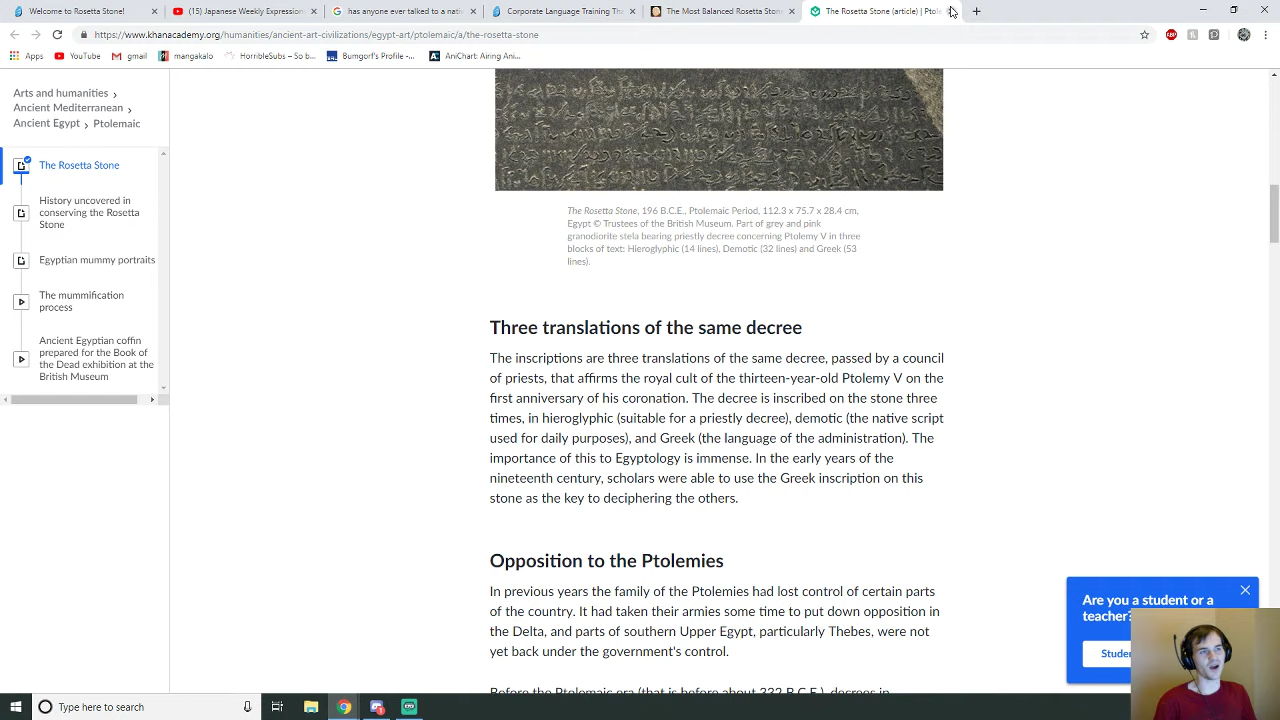 Welcome to Rosetta Stone!
(15) Japanese Weekly Expressions
has anyone ever talked to a nat
Corporate Language Training Th
The Most Balanced Rosetta Ston
The Rosetta Stone (article) | Ptol
https://www.khanacademy.org/humanities/ancient-art-civilizations/egypt-art/ptolemaic/a/the-rosetta-stone
Apps
YouTube
gmail
mangakalo
HorribleSubs – So b...
Bumgorf's Profile -...
AniChart: Airing Ani...
Arts and humanities
Ancient Mediterranean
Ancient Egypt
Ptolemaic
The Rosetta Stone
History uncovered in
conserving the Rosetta
Stone
Egyptian mummy portraits
The mummification
process
Ancient Egyptian coffin
prepared for the Book of
the Dead exhibition at the
British Museum
The Rosetta Stone, 196 B.C.E., Ptolemaic Period, 112.3 x 75.7 x 28.4 cm,
Egypt © Trustees of the British Museum. Part of grey and pink
granodiorite stela bearing priestly decree concerning Ptolemy V in three
blocks of text: Hieroglyphic (14 lines), Demotic (32 lines) and Greek (53
lines).
Three translations of the same decree
The inscriptions are three translations of the same decree, passed by a council
of priests, that affirms the royal cult of the thirteen-year-old Ptolemy V on the
first anniversary of his coronation. The decree is inscribed on the stone three
times, in hieroglyphic (suitable for a priestly decree), demotic (the native script
used for daily purposes), and Greek (the language of the administration). The
importance of this to Egyptology is immense. In the early years of the
nineteenth century, scholars were able to use the Greek inscription on this
stone as the key to deciphering the others.
Opposition to the Ptolemies
In previous years the family of the Ptolemies had lost control of certain parts
of the country. It had taken their armies some time to put down opposition in
the Delta, and parts of southern Upper Egypt, particularly Thebes, were not
yet back under the government's control.
Before the Ptolemaic era (that is before about 332 B.C.E.), decrees in
Are you a student or a
teacher?
Studen
Type here to search